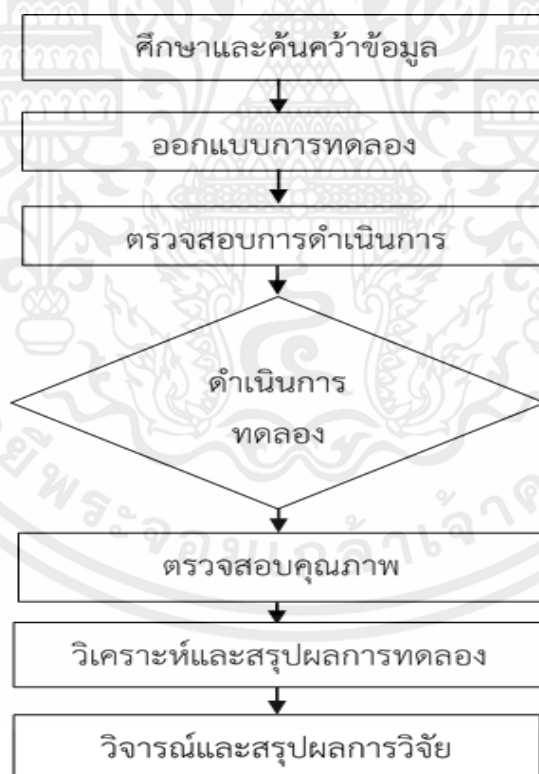 ศึกษาและค้นคว้าข้อมูล
ออกแบบการทดลอง
ตรวจสอบการดำเนินการ
ดำเนินการ
ทดลอง
ตรวจสอบคุณภาพ
วิเคราะห์และสรุปผลการทดลอง
วิจารณ์และสรุปผลการวิจัย